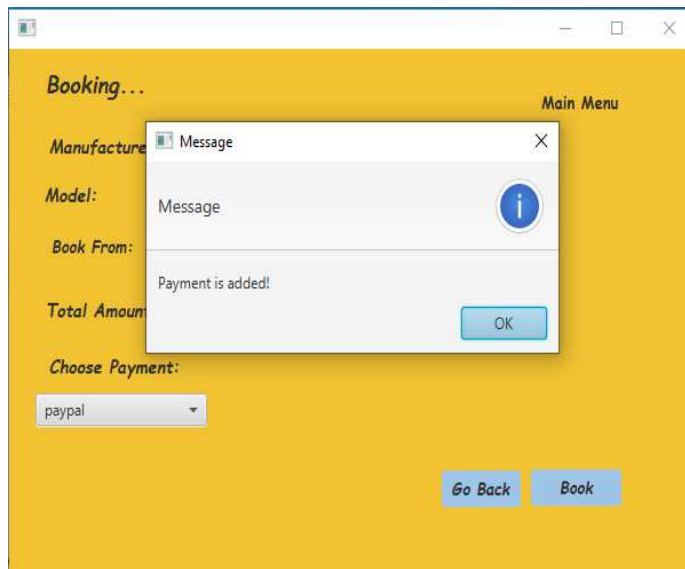 Booking...
Main Menu
Manufacture
Message
Model:
Message
Book From:
Payment is added!
Total Amoun
OK
Choose Payment:
paypal
Go Back Book